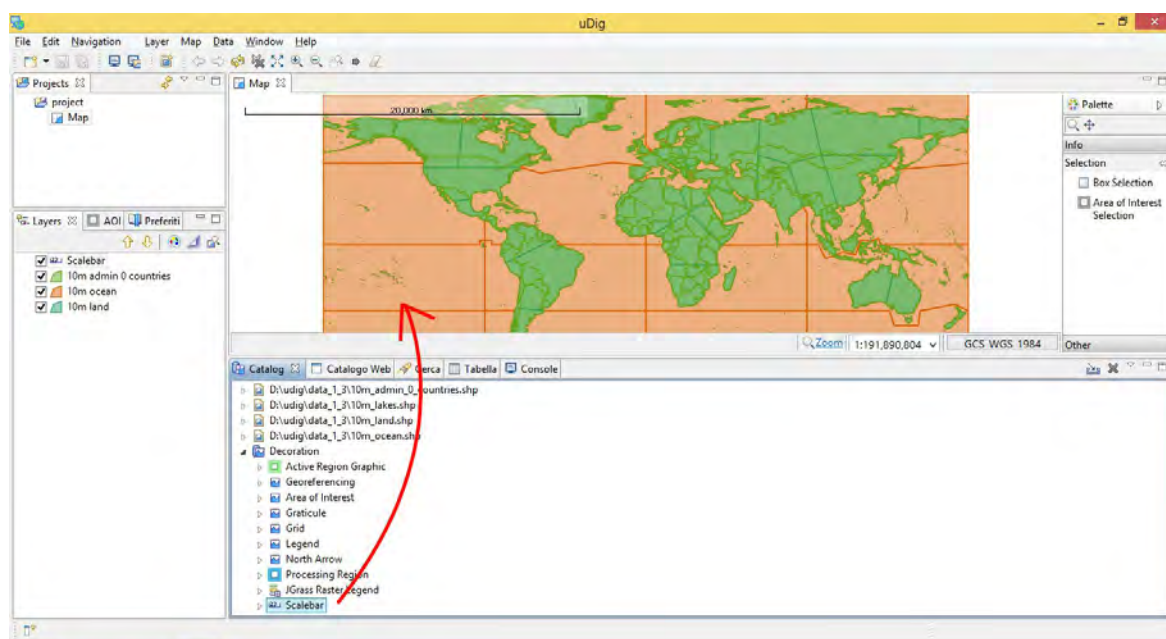 uDig
File Edit Navigation Layer Map Data Window Help
Projects
project
Map
Layers AOI Preferiti
Scalebar
10m admin 0 countries
10m ocean
10m land
Map
20,000 km
Zoom 1:191,890,804 GCS WGS 1984
Palette
Info
Selection
Box Selection
Area of Interest
Selection
Other
Catalog Catalogo Web Cerca Tabella Console
D:\udig\data_1_3\10m_admin_0_countries.shp
D:\udig\data_1_3\10m_lakes.shp
D:\udig\data_1_3\10m_land.shp
D:\udig\data_1_3\10m_ocean.shp
Decoration
Active Region Graphic
Georeferencing
Area of Interest
Graticule
Grid
Legend
North Arrow
Processing Region
JGrass Raster Legend
Scalebar